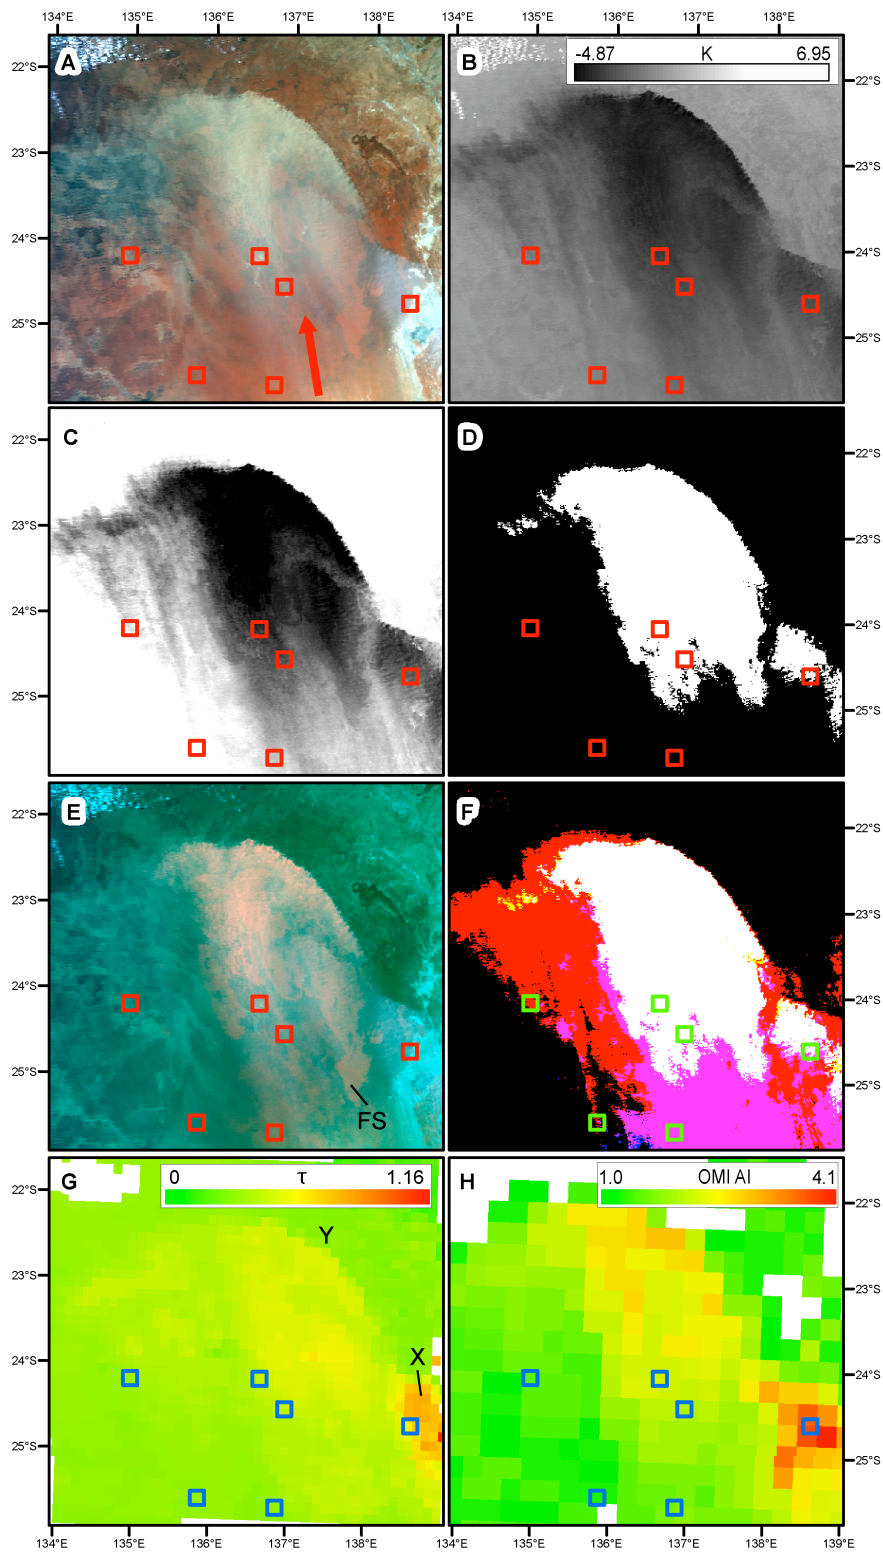 134°E 135°E 136°E 137°E 138°E 134°E 135°E 136°E 137°E 138°E
A
B
-4.87 K 6.95
22°S
23°S
24°S
25°S
22°S
23°S
24°S
25°S
C
D
22°S
23°S
24°S
25°S
22°S
23°S
24°S
25°S
E
FS
F
22°S
23°S
24°S
25°S
22°S
23°S
24°S
25°S
G
0 τ 1.16
Y
X
H
1.0 OMI AI 4.1
22°S
23°S
24°S
25°S
22°S
23°S
24°S
25°S
134°E 135°E 136°E 137°E 138°E 134°E 135°E 136°E 137°E 138°E 139°E